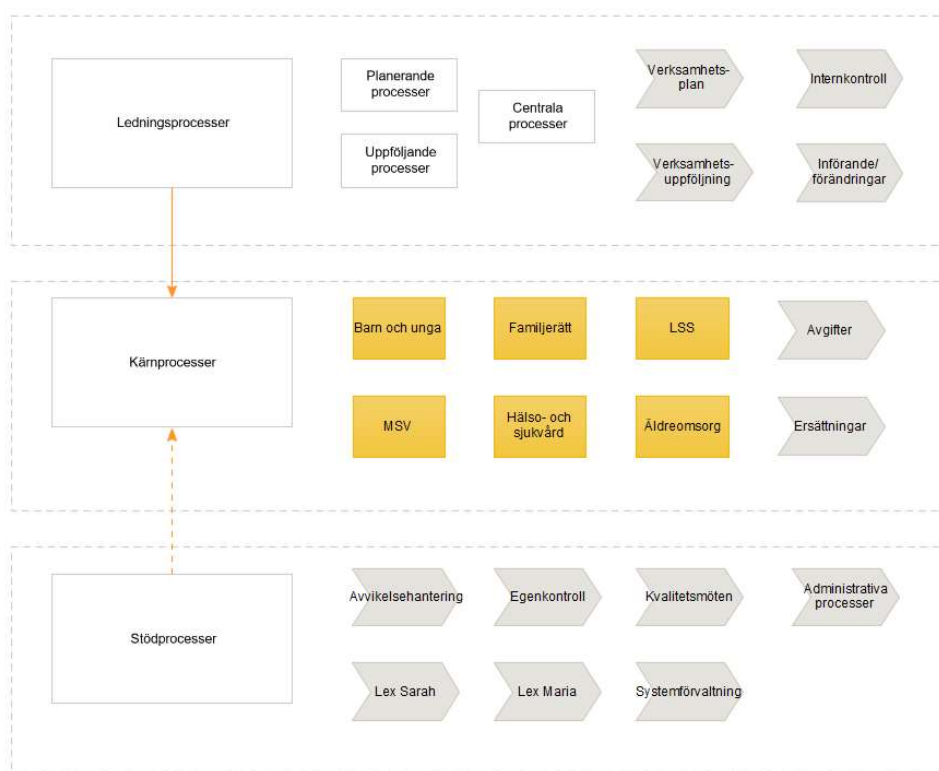 Ledningsprocesser
Planerande
processer
Uppföljande
processer
Centrala
processer
Verksamhets-
plan
Internkontroll
Verksamhets-
uppföljning
Införande/
förändringar
Kärnprocesser
Barn och unga
Familjerätt
LSS
Avgifter
MSV
Hälso- och
sjukvård
Äldreomsorg
Ersättningar
Stödprocesser
Avvikelsehantering
Egenkontroll
Kvalitetsmöten
Administrativa
processer
Lex Sarah
Lex Maria
Systemförvaltning